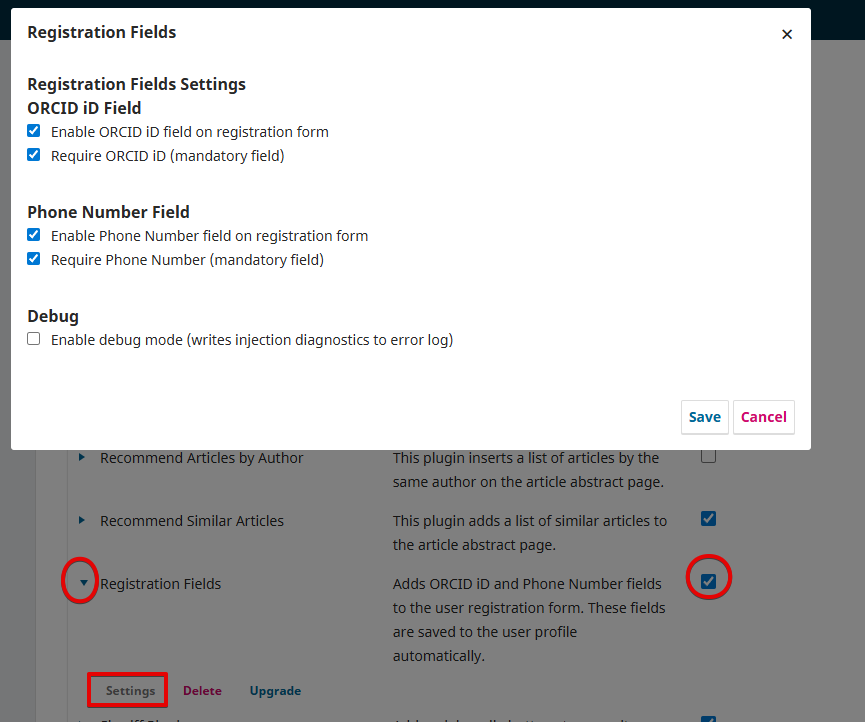 Registration Fields
×
Registration Fields Settings
ORCID iD Field
Enable ORCID iD field on registration form
Require ORCID iD (mandatory field)
Phone Number Field
Enable Phone Number field on registration form
Require Phone Number (mandatory field)
Debug
Enable debug mode (writes injection diagnostics to error log)
Save Cancel
Recommend Articles by Author
This plugin inserts a list of articles by the
same author on the article abstract page.
Recommend Similar Articles
This plugin adds a list of similar articles to
the article abstract page.
Registration Fields
Adds ORCID iD and Phone Number fields
to the user registration form. These fields
are saved to the user profile
automatically.
Settings Delete Upgrade